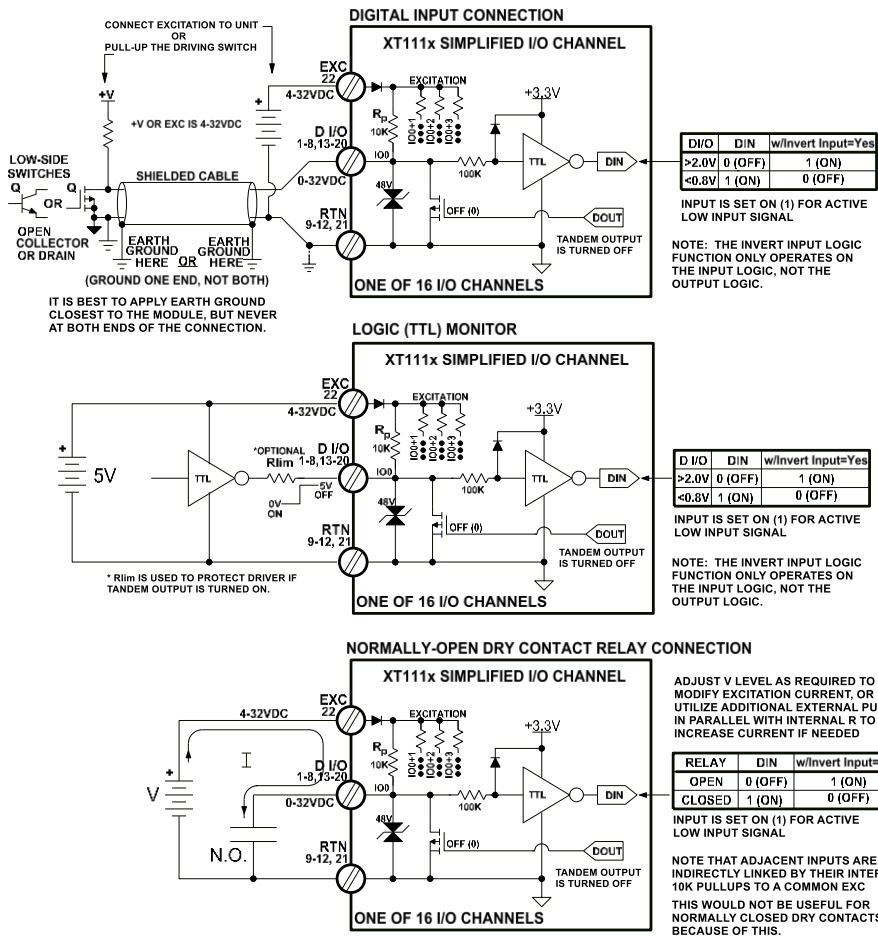 DIGITAL INPUT CONNECTION
CONNECT EXCITATION TO UNIT
OR
PULL-UP THE DRIVING SWITCH
XT111x SIMPLIFIED I/O CHANNEL
EXC
22
4-32VDC
EXCITATION
+3.3V
+V
+
+V OR EXC IS 4-32VDC
Rp
10K
IO0+1
IO0+2
IO0+3
D I/O
1-8,13-20
IO0
0-32VDC
100K
TTL
DIN
DI/O DIN w/Invert Input=Yes
>2.0V 0 (OFF) 1 (ON)
<0.8V 1 (ON) 0 (OFF)
LOW-SIDE
SWITCHES
Q
OR
Q
SHIELDED CABLE
48V
OFF (0)
DOUT
INPUT IS SET ON (1) FOR ACTIVE
LOW INPUT SIGNAL
RTN
9-12, 21
TANDEM OUTPUT
IS TURNED OFF
OPEN
COLLECTOR
OR DRAIN
EARTH
GROUND
HERE
OR
EARTH
GROUND
HERE
(GROUND ONE END, NOT BOTH)
NOTE: THE INVERT INPUT LOGIC
FUNCTION ONLY OPERATES ON
THE INPUT LOGIC, NOT THE
OUTPUT LOGIC.
ONE OF 16 I/O CHANNELS
IT IS BEST TO APPLY EARTH GROUND
CLOSEST TO THE MODULE, BUT NEVER
AT BOTH ENDS OF THE CONNECTION.
LOGIC (TTL) MONITOR
XT111x SIMPLIFIED I/O CHANNEL
EXC
22
4-32VDC
EXCITATION
+3.3V
Rp
10K
IO0+1
IO0+2
IO0+3
+
5V
TTL
*OPTIONAL
Rlim
D I/O
1-8,13-20
IO0
5V
OFF
0V
ON
100K
TTL
DIN
D I/O DIN w/Invert Input=Yes
>2.0V 0 (OFF) 1 (ON)
<0.8V 1 (ON) 0 (OFF)
48V
OFF (0)
DOUT
INPUT IS SET ON (1) FOR ACTIVE
LOW INPUT SIGNAL
RTN
9-12, 21
TANDEM OUTPUT
IS TURNED OFF
* Rlim IS USED TO PROTECT DRIVER IF
TANDEM OUTPUT IS TURNED ON.
NOTE: THE INVERT INPUT LOGIC
FUNCTION ONLY OPERATES ON
THE INPUT LOGIC, NOT THE
OUTPUT LOGIC.
ONE OF 16 I/O CHANNELS
NORMALLY-OPEN DRY CONTACT RELAY CONNECTION
XT111x SIMPLIFIED I/O CHANNEL
EXC
22
4-32VDC
EXCITATION
+3.3V
ADJUST V LEVEL AS REQUIRED TO
MODIFY EXCITATION CURRENT, OR
UTILIZE ADDITIONAL EXTERNAL PU
IN PARALLEL WITH INTERNAL R TO
INCREASE CURRENT IF NEEDED
Rp
10K
IO0+1
IO0+2
IO0+3
I
+
V
D I/O
1-8,13-20
IO0
0-32VDC
100K
TTL
DIN
RELAY DIN w/Invert Input=
OPEN 0 (OFF) 1 (ON)
CLOSED 1 (ON) 0 (OFF)
48V
OFF (0)
DOUT
INPUT IS SET ON (1) FOR ACTIVE
LOW INPUT SIGNAL
N.O.
RTN
9-12, 21
TANDEM OUTPUT
IS TURNED OFF
NOTE THAT ADJACENT INPUTS ARE
INDIRECTLY LINKED BY THEIR INTER
10K PULLUPS TO A COMMON EXC
THIS WOULD NOT BE USEFUL FOR
NORMALLY CLOSED DRY CONTACTS
BECAUSE OF THIS.
ONE OF 16 I/O CHANNELS